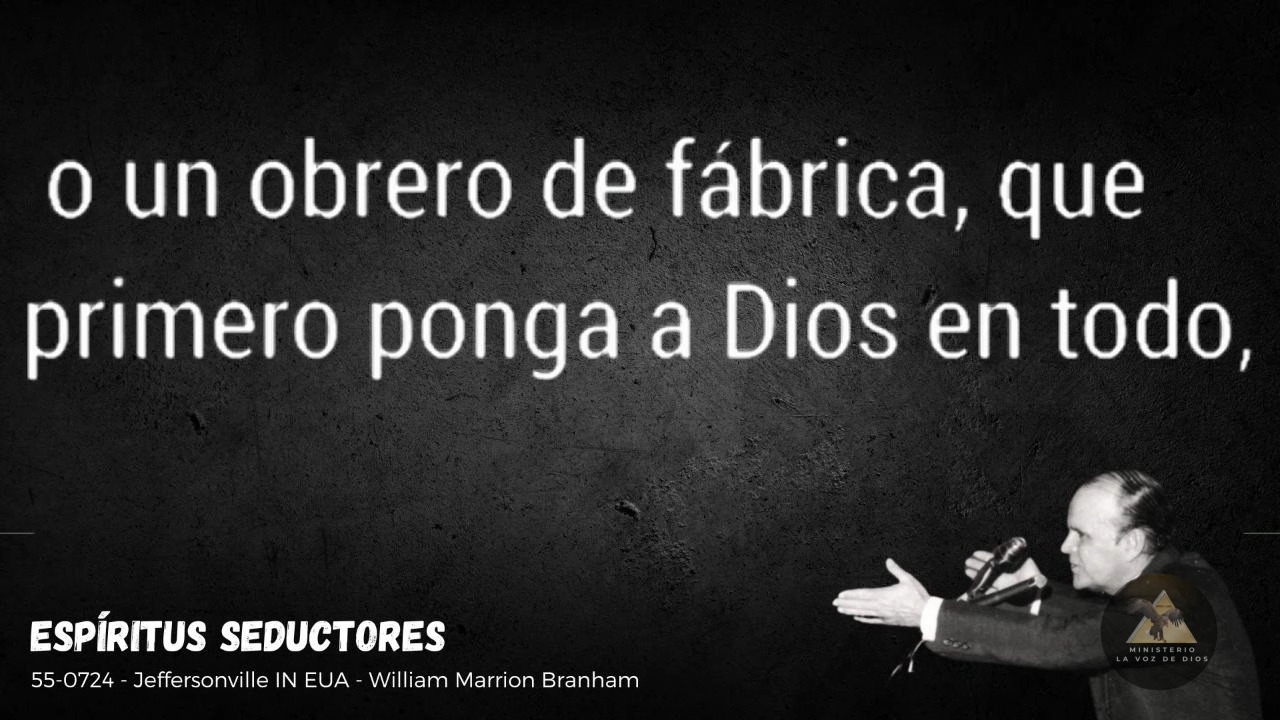 o un obrero de fábrica, que
primero ponga a Dios en todo,
ESPÍRITUS SEDUCTORES
55-0724 - Jeffersonville IN EUA - William Marrion Branham
MINISTERIO
LA VOZ DE DIOS